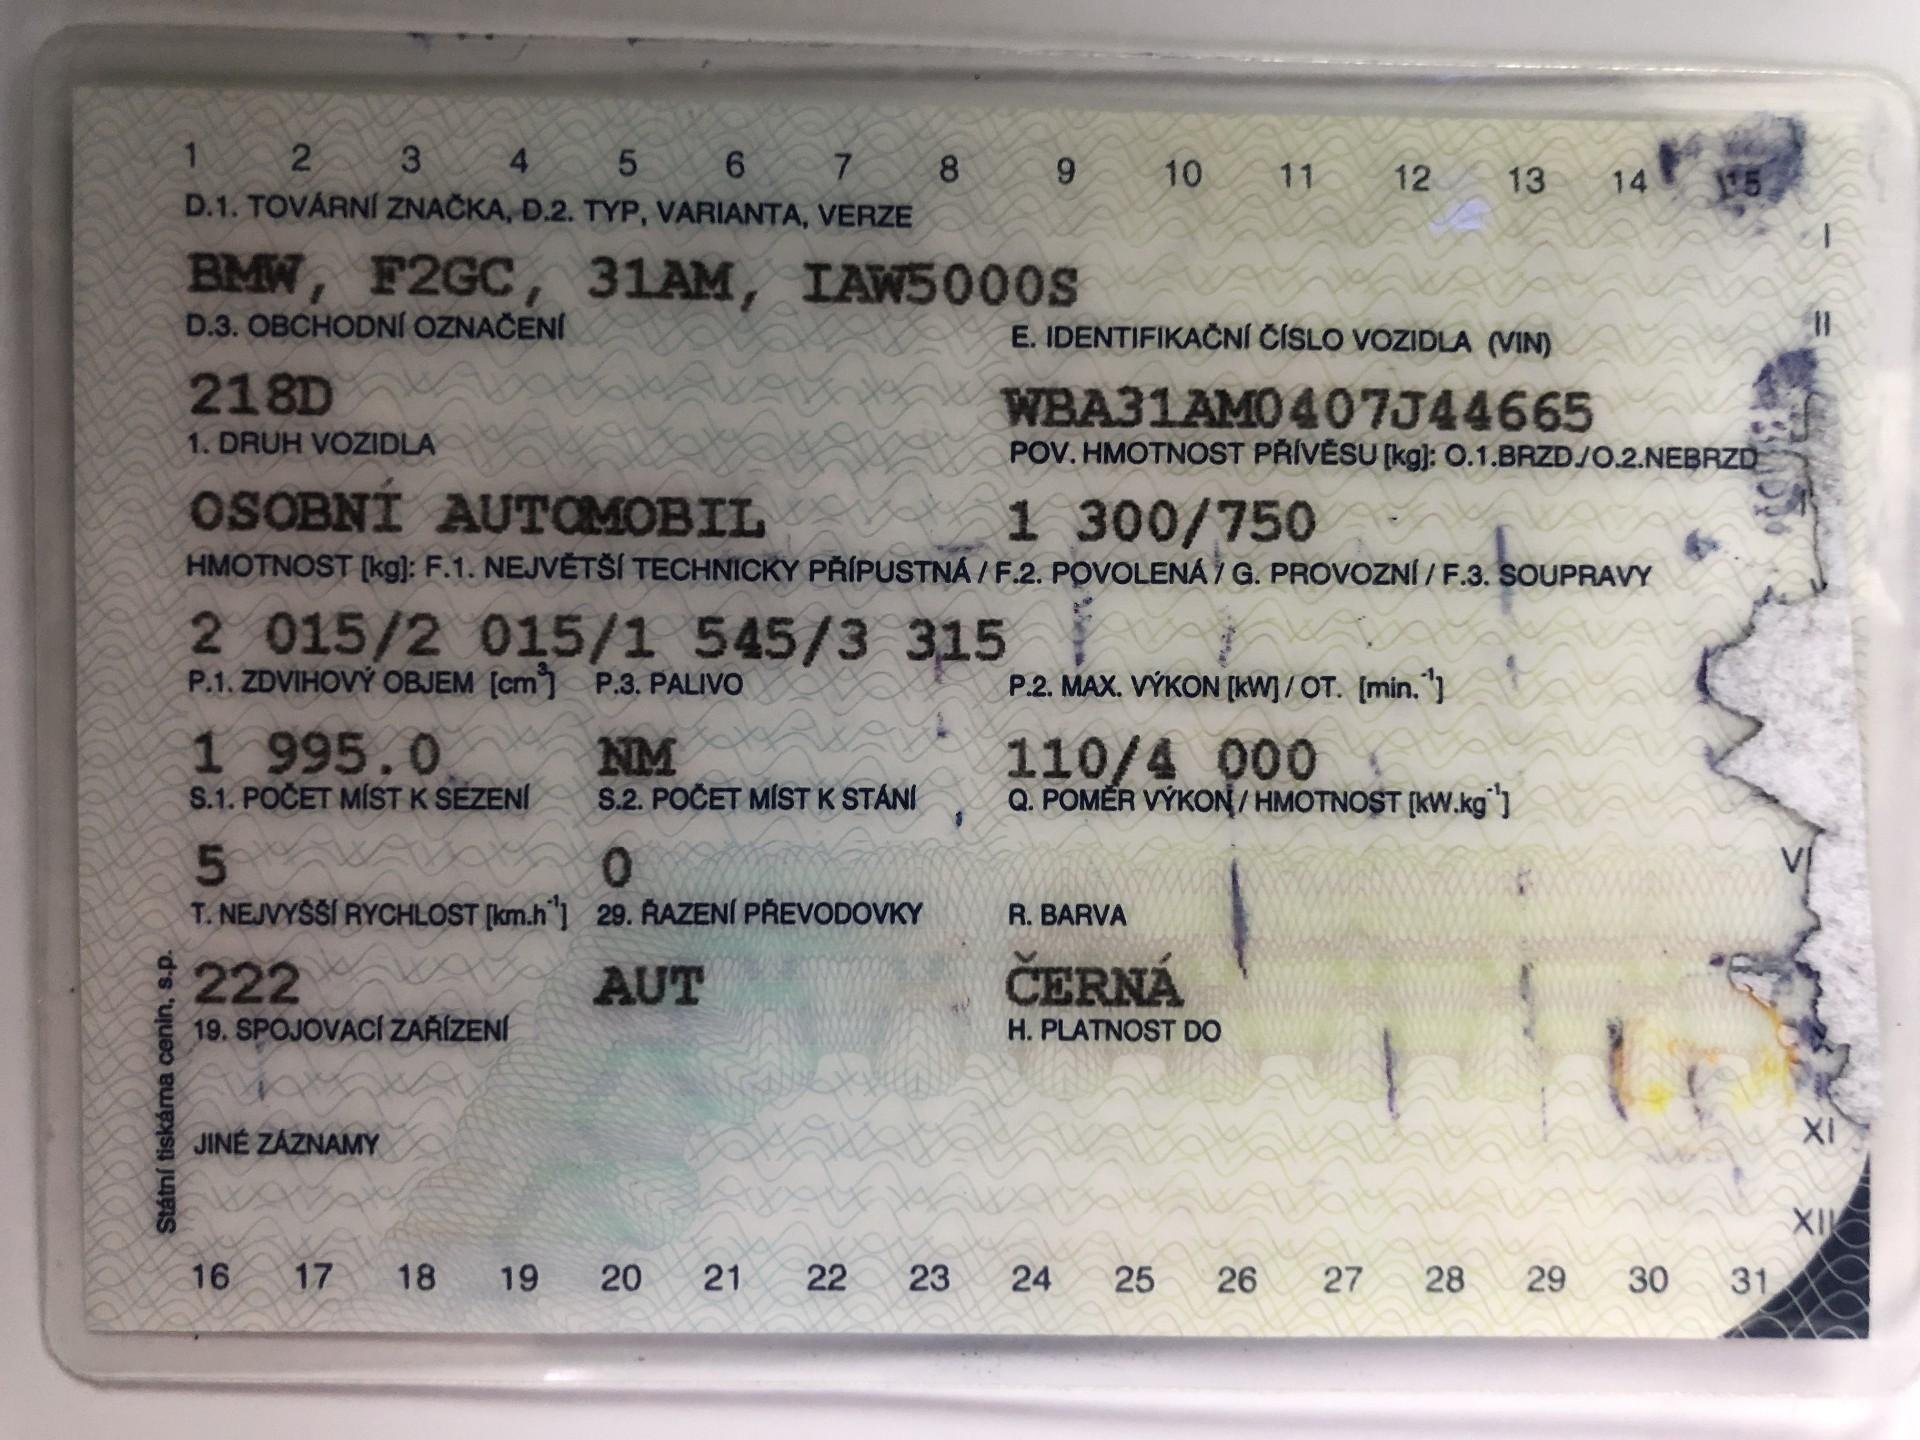 1 2 3 4 5 6 7 8 9 10 11 12 13 14 15
D.1. TOVÁRNÍ ZNAČKA, D.2. TYP, VARIANTA, VERZE
I
BMW, F2GC, 31AM, IAW5000S
II
D.3. OBCHODNÍ OZNAČENÍ E. IDENTIFIKAČNÍ ČÍSLO VOZIDLA (VIN)
218D WBA31AM0407J44665
1. DRUH VOZIDLA POV. HMOTNOST PŘÍVĚSU [kg]: O.1.BRZD./O.2.NEBRZD
OSOBNÍ AUTOMOBIL 1 300/750
HMOTNOST [kg]: F.1. NEJVĚTŠÍ TECHNICKY PŘÍPUSTNÁ / F.2. POVOLENÁ / G. PROVOZNÍ / F.3. SOUPRAVY
2 015/2 015/1 545/3 315
P.1. ZDVIHOVÝ OBJEM [cm³] P.3. PALIVO P.2. MAX. VÝKON [kW] / OT. [min.⁻¹]
1 995.0 NM 110/4 000
S.1. POČET MÍST K SEZENÍ S.2. POČET MÍST K STÁNÍ Q. POMĚR VÝKON / HMOTNOST [kW.kg⁻¹]
5 0
T. NEJVYŠŠÍ RYCHLOST [km.h⁻¹] 29. ŘAZENÍ PŘEVODOVKY R. BARVA
222 AUT ČERNÁ
19. SPOJOVACÍ ZAŘÍZENÍ H. PLATNOST DO
XI
JINÉ ZÁZNAMY
XII
16 17 18 19 20 21 22 23 24 25 26 27 28 29 30 31
Státní tiskárna cenin, s.p.